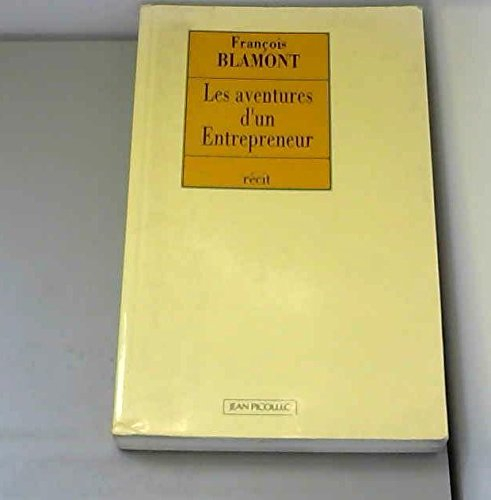 François
BLAMONT
Les aventures
d'un
Entrepreneur
récit
JEAN PICOLLEC